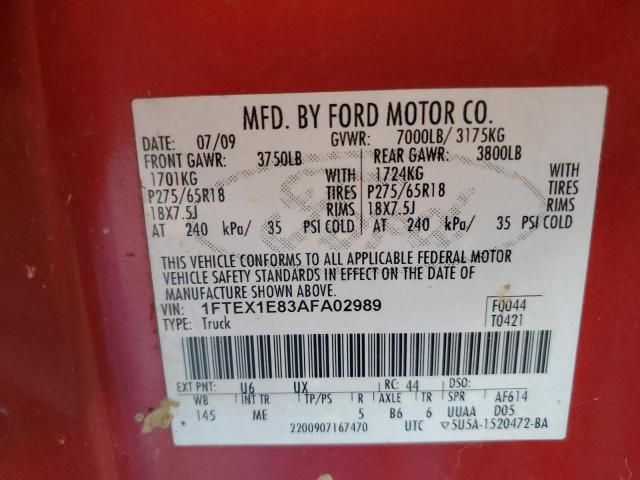 MFD. BY FORD MOTOR CO.
DATE: 07/09 GVWR: 7000LB/ 3175KG
FRONT GAWR: 3750LB REAR GAWR: 3800LB
1701KG WITH 1724KG WITH
P275/65R18 TIRES P275/65R18 TIRES
18X7.5J RIMS 18X7.5J RIMS
AT 240 kPa/ 35 PSI COLD AT 240 kPa/ 35 PSI COLD
THIS VEHICLE CONFORMS TO ALL APPLICABLE FEDERAL MOTOR
VEHICLE SAFETY STANDARDS IN EFFECT ON THE DATE OF
MANUFACTURE SHOWN ABOVE.
VIN: 1FTEX1E83AFA02989 F0044
TYPE: Truck T0421
EXT PNT: U6 UX RC: 44 DSO:
WB INT TR TP/PS R AXLE TR SPR AF614
145 ME 5 B6 6 UUAA D05
2200907167470 UTC ▽5U5A-1520472-BA
Ford